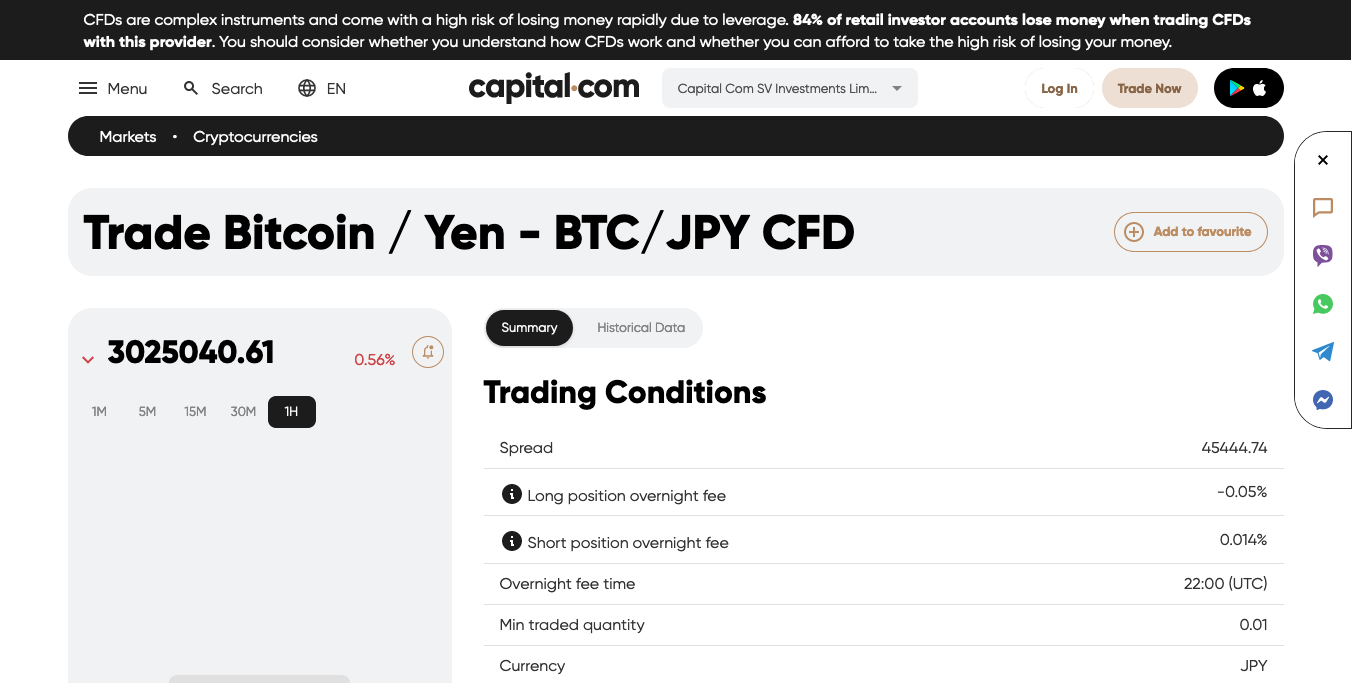 CFDs are complex instruments and come with a high risk of losing money rapidly due to leverage. 84% of retail investor accounts lose money when trading CFDs
with this provider. You should consider whether you understand how CFDs work and whether you can afford to take the high risk of losing your money.
Menu Search EN capital.com Capital Com SV Investments Lim... Log In Trade Now
Markets • Cryptocurrencies
Trade Bitcoin / Yen - BTC/JPY CFD Add to favourite
3025040.61 0.56%
1M 5M 15M 30M 1H
Summary Historical Data
Trading Conditions
Spread 45444.74
Long position overnight fee -0.05%
Short position overnight fee 0.014%
Overnight fee time 22:00 (UTC)
Min traded quantity 0.01
Currency JPY